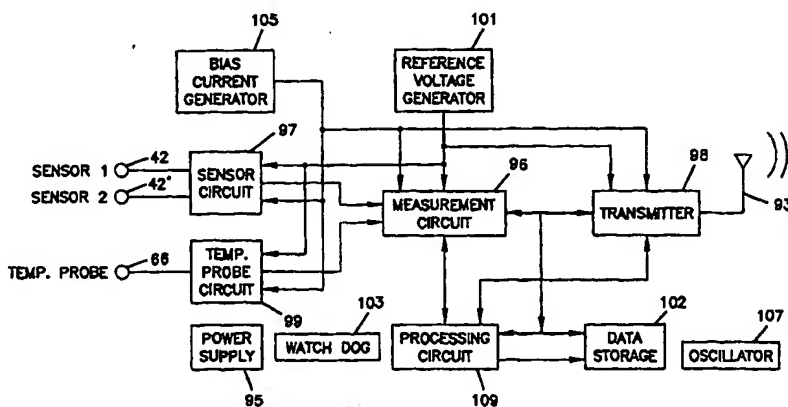 105
101
BIAS
CURRENT
GENERATOR
REFERENCE
VOLTAGE
GENERATOR
97
SENSOR 1
42
SENSOR
CIRCUIT
SENSOR 2
42'
96
MEASUREMENT
CIRCUIT
98
TRANSMITTER
93
TEMP. PROBE
66
TEMP.
PROBE
CIRCUIT
99
103
POWER
SUPPLY
95
WATCH DOG
PROCESSING
CIRCUIT
109
102
DATA
STORAGE
107
OSCILLATOR